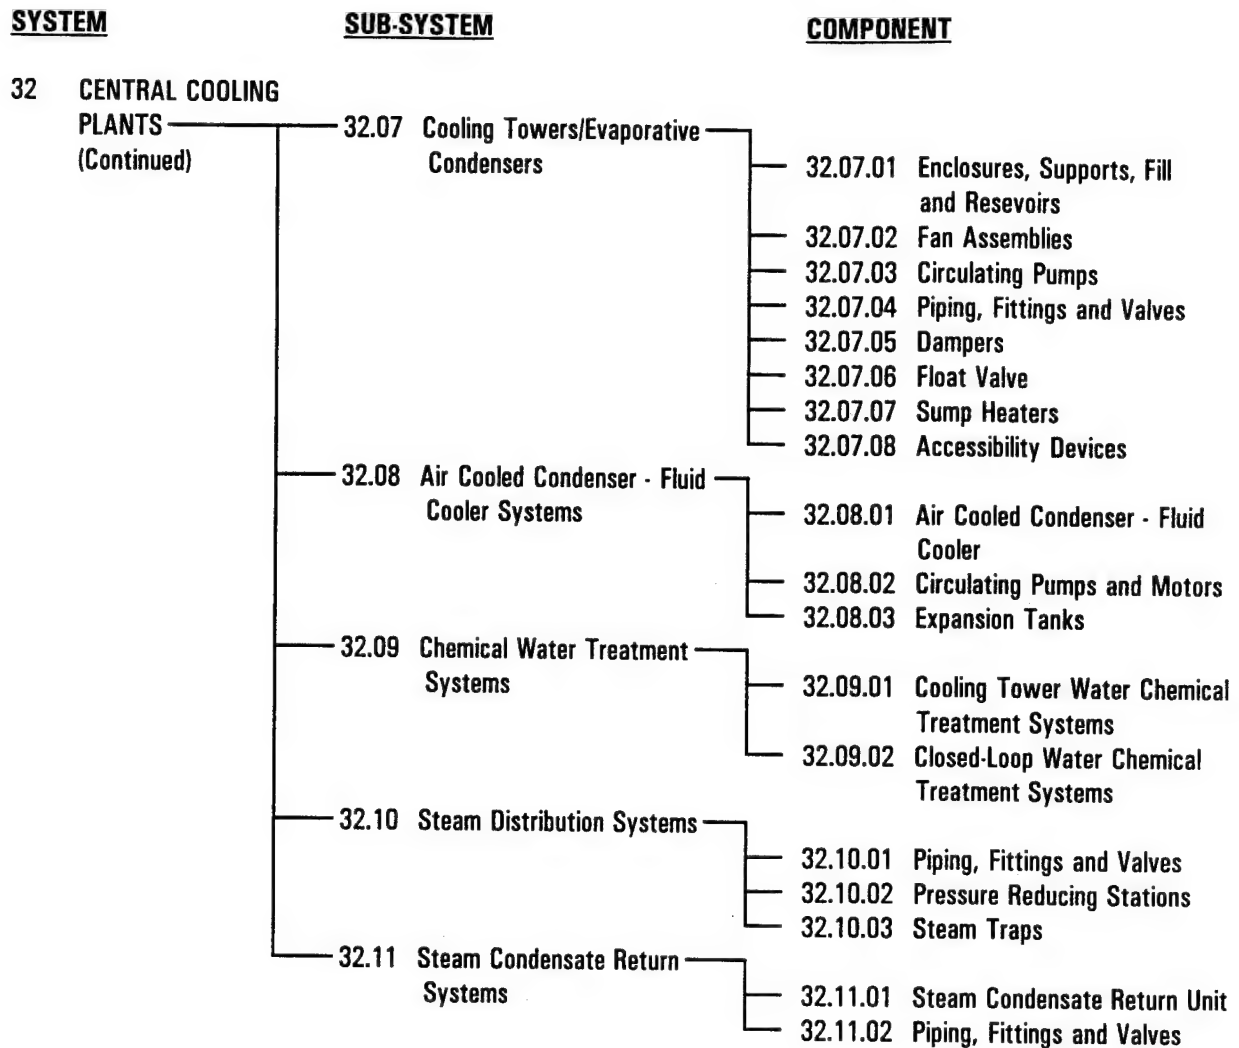 SYSTEM SUB-SYSTEM COMPONENT
32 CENTRAL COOLING
PLANTS
(Continued)
32.07 Cooling Towers/Evaporative
Condensers
32.07.01 Enclosures, Supports, Fill
and Resevoirs
32.07.02 Fan Assemblies
32.07.03 Circulating Pumps
32.07.04 Piping, Fittings and Valves
32.07.05 Dampers
32.07.06 Float Valve
32.07.07 Sump Heaters
32.07.08 Accessibility Devices
32.08 Air Cooled Condenser - Fluid
Cooler Systems
32.08.01 Air Cooled Condenser - Fluid
Cooler
32.08.02 Circulating Pumps and Motors
32.08.03 Expansion Tanks
32.09 Chemical Water Treatment
Systems
32.09.01 Cooling Tower Water Chemical
Treatment Systems
32.09.02 Closed-Loop Water Chemical
Treatment Systems
32.10 Steam Distribution Systems
32.10.01 Piping, Fittings and Valves
32.10.02 Pressure Reducing Stations
32.10.03 Steam Traps
32.11 Steam Condensate Return
Systems
32.11.01 Steam Condensate Return Unit
32.11.02 Piping, Fittings and Valves